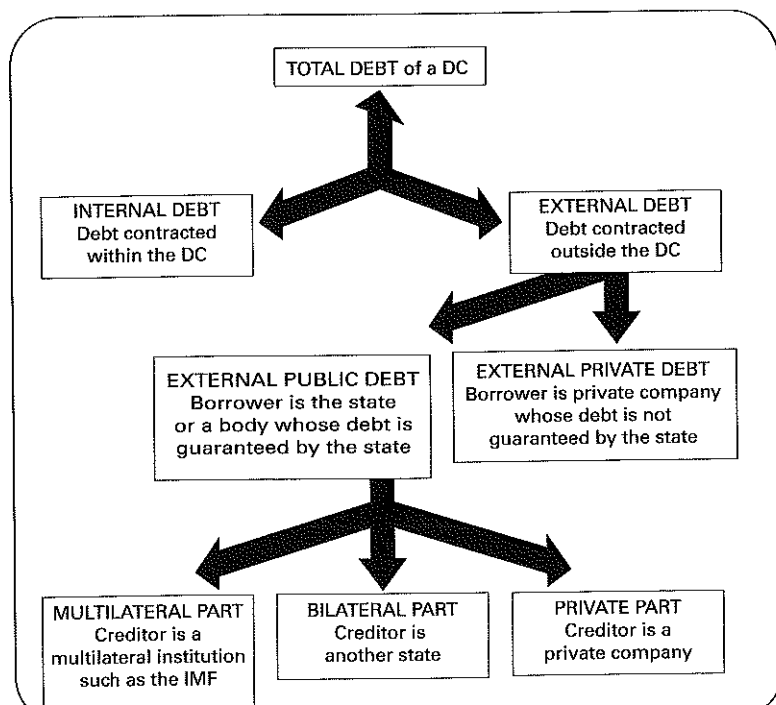 TOTAL DEBT of a DC
INTERNAL DEBT
Debt contracted
within the DC
EXTERNAL DEBT
Debt contracted
outside the DC
EXTERNAL PUBLIC DEBT
Borrower is the state
or a body whose debt is
guaranteed by the state
EXTERNAL PRIVATE DEBT
Borrower is private company
whose debt is not
guaranteed by the state
MULTILATERAL PART
Creditor is a
multilateral institution
such as the IMF
BILATERAL PART
Creditor is
another state
PRIVATE PART
Creditor is a
private company